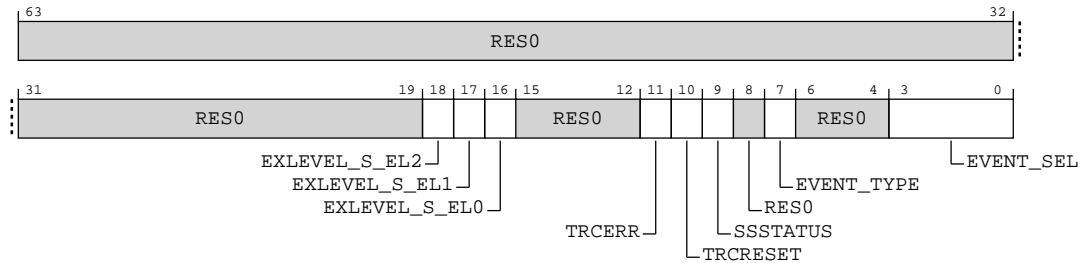 63 32
RES0
31 19 18 17 16 15 12 11 10 9 8 7 6 4 3 0
RES0 RES0 RES0
EXLEVEL_S_EL2 EVENT_SEL
EXLEVEL_S_EL1 EVENT_TYPE
EXLEVEL_S_EL0 RES0
TRCERR SSSTATUS
TRCRESET